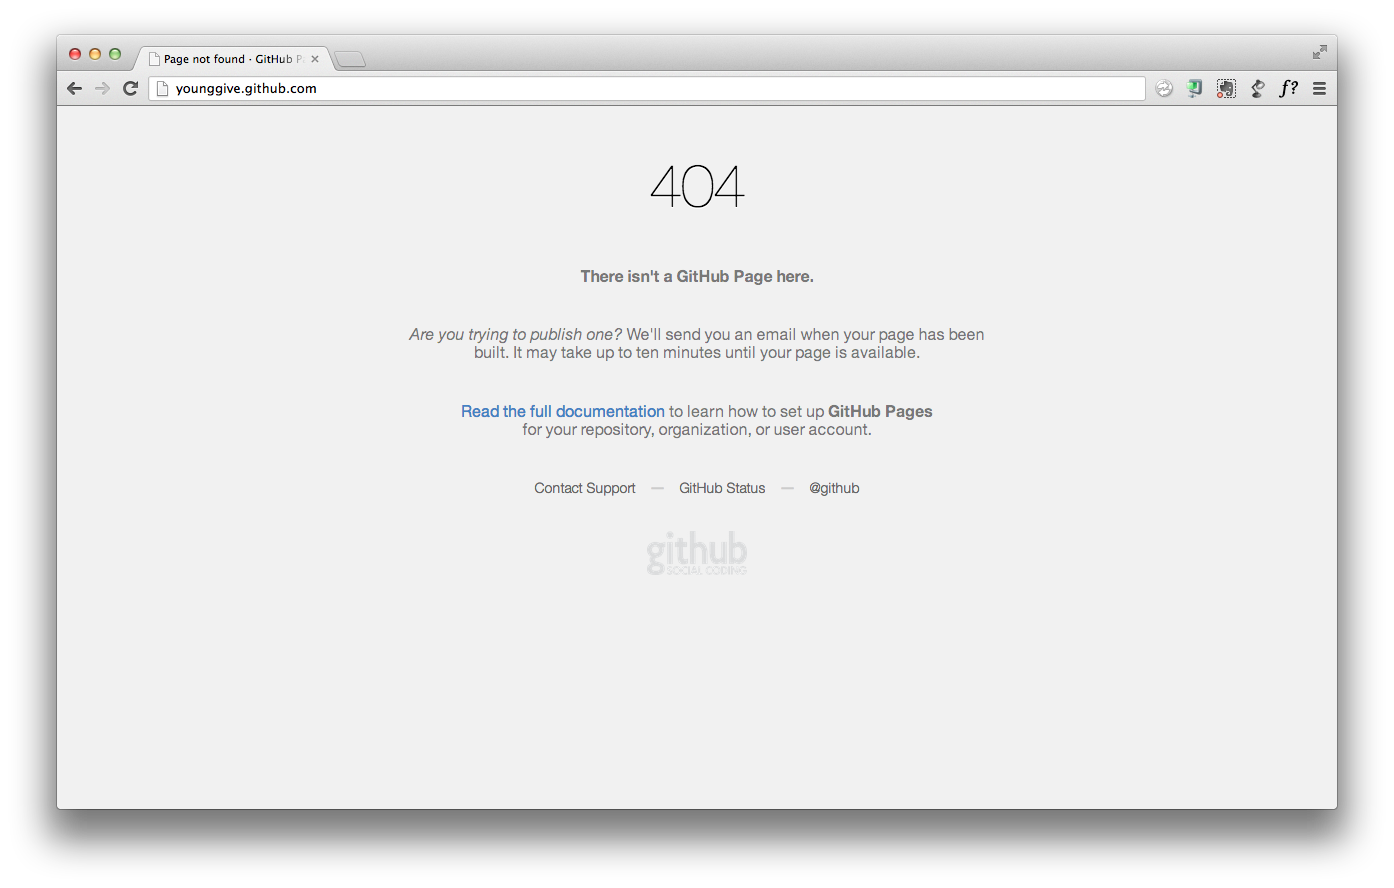 Page not found · GitHub P
younggive.github.com
f?
404
There isn't a GitHub Page here.
Are you trying to publish one? We'll send you an email when your page has been
built. It may take up to ten minutes until your page is available.
Read the full documentation to learn how to set up GitHub Pages
for your repository, organization, or user account.
Contact Support — GitHub Status — @github
github
SOCIAL CODING